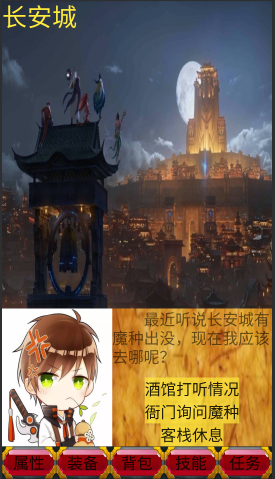 长安城
最近听说长安城有
魔种出没，现在我应该
去哪呢？
酒馆打听情况
衙门询问魔种
客栈休息
属性 装备 背包 技能 任务